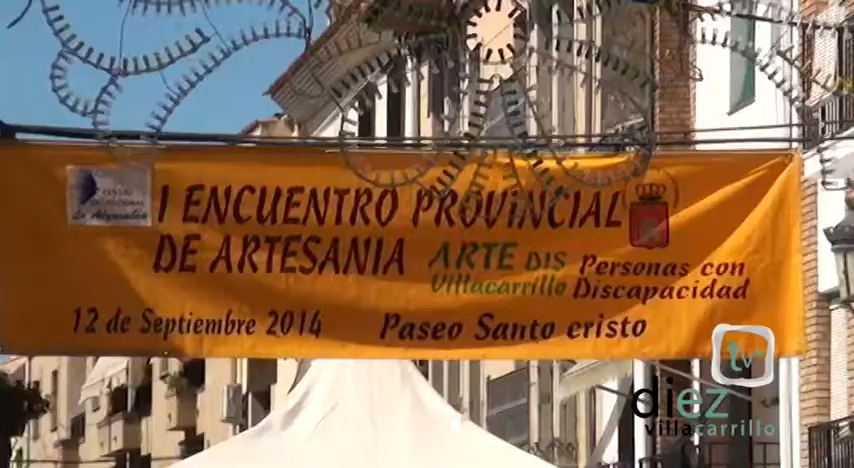 I ENCUENTRO PROVINCIAL
DE ARTESANIA ARTE DIS Personas con
Villacarrillo Discapacidad
12 de Septiembre 2014 Paseo Santo cristo
CENTRO
tv
diez
villacarrillo